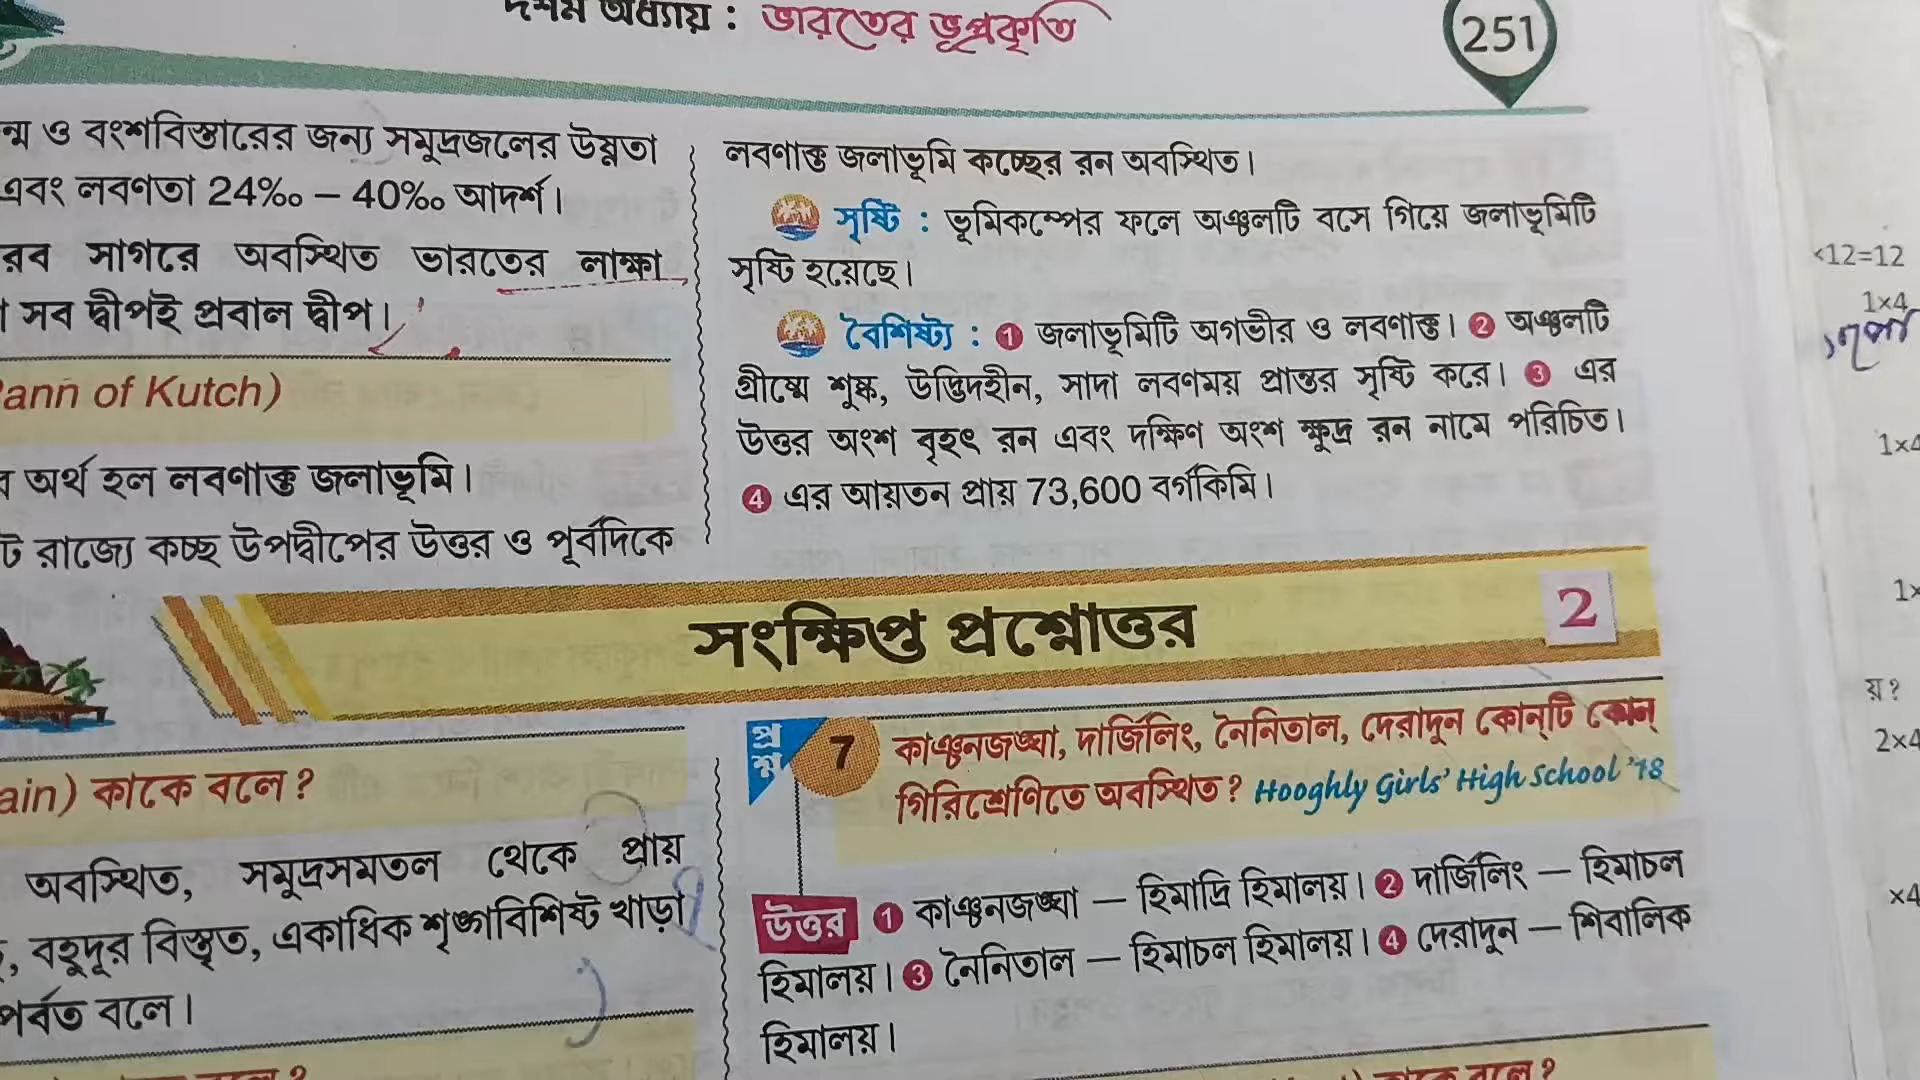 দশম অধ্যায় : ভারতের ভূপ্রকৃতি
251
ও বংশবিস্তারের জন্য সমুদ্রজলের উষ্ণতা
এবং লবণতা 24‰ – 40‰ আদর্শ।
সাগরে অবস্থিত ভারতের লাক্ষা
সব দ্বীপই প্রবাল দ্বীপ।
ann of Kutch)
অর্থ হল লবণাক্ত জলাভূমি।
রাজ্যে কচ্ছ উপদ্বীপের উত্তর ও পূর্বদিকে
লবণাক্ত জলাভূমি কচ্ছের রন অবস্থিত।
সৃষ্টি : ভূমিকম্পের ফলে অঞ্চলটি বসে গিয়ে জলাভূমিটি
সৃষ্টি হয়েছে।
বৈশিষ্ট্য : 1 জলাভূমিটি অগভীর ও লবণাক্ত। 2 অঞ্চলটি
গ্রীষ্মে শুষ্ক, উদ্ভিদহীন, সাদা লবণময় প্রান্তর সৃষ্টি করে। 3 এর
উত্তর অংশ বৃহৎ রন এবং দক্ষিণ অংশ ক্ষুদ্র রন নামে পরিচিত।
4 এর আয়তন প্রায় 73,600 বর্গকিমি।
সংক্ষিপ্ত প্রশ্নোত্তর
2
ain) কাকে বলে?
অবস্থিত, সমুদ্রসমতল থেকে প্রায়
, বহুদূর বিস্তৃত, একাধিক শৃঙ্গবিশিষ্ট খাড়া
পর্বত বলে।
প্রশ্ন 7 কাঞ্চনজঙ্ঘা, দার্জিলিং, নৈনিতাল, দেরাদুন কোন্‌টি কোন্
গিরিশ্রেণিতে অবস্থিত? Hooghly Girls' High School '18
উত্তর 1 কাঞ্চনজঙ্ঘা — হিমাদ্রি হিমালয়। 2 দার্জিলিং — হিমাচল
হিমালয়। 3 নৈনিতাল — হিমাচল হিমালয়। 4 দেরাদুন — শিবালিক
হিমালয়।
কাকে বলে?
<12=12
1×4
1×4
য়?
2×4
×4